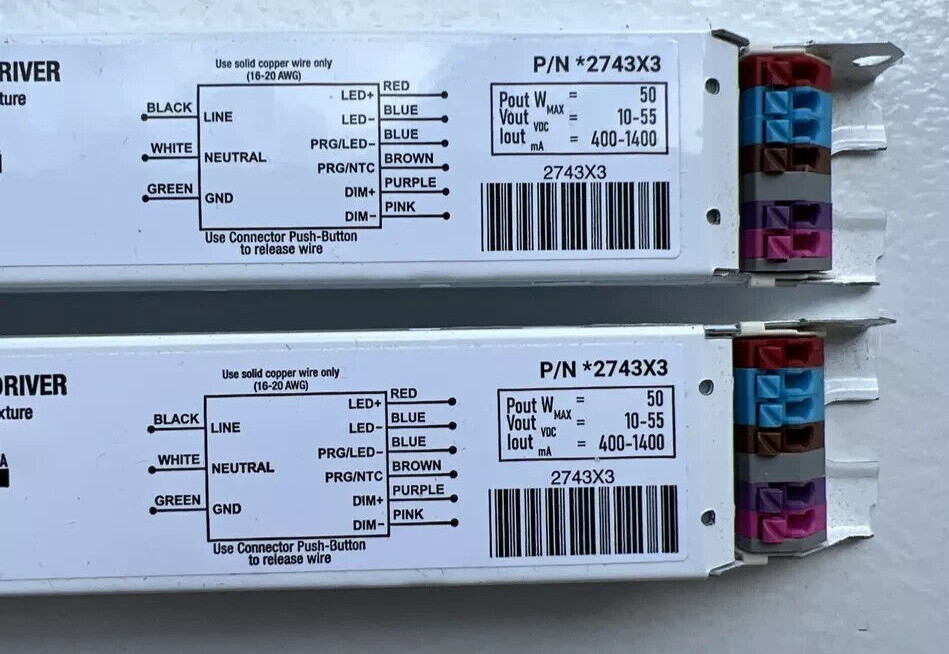 RIVER
ture
Use solid copper wire only
(16-20 AWG)
BLACK
WHITE
GREEN
LINE
NEUTRAL
GND
LED+
LED-
PRG/LED-
PRG/NTC
DIM+
DIM-
RED
BLUE
BLUE
BROWN
PURPLE
PINK
Use Connector Push-Button
to release wire
P/N *2743X3
Pout W MAX = 50
Vout VDC = 10-55
Iout mA = 400-1400
2743X3
DRIVER
xture
A
Use solid copper wire only
(16-20 AWG)
BLACK
WHITE
GREEN
LINE
NEUTRAL
GND
LED+
LED-
PRG/LED-
PRG/NTC
DIM+
DIM-
RED
BLUE
BLUE
BROWN
PURPLE
PINK
Use Connector Push-Button
to release wire
P/N *2743X3
Pout W MAX = 50
Vout VDC = 10-55
Iout mA = 400-1400
2743X3